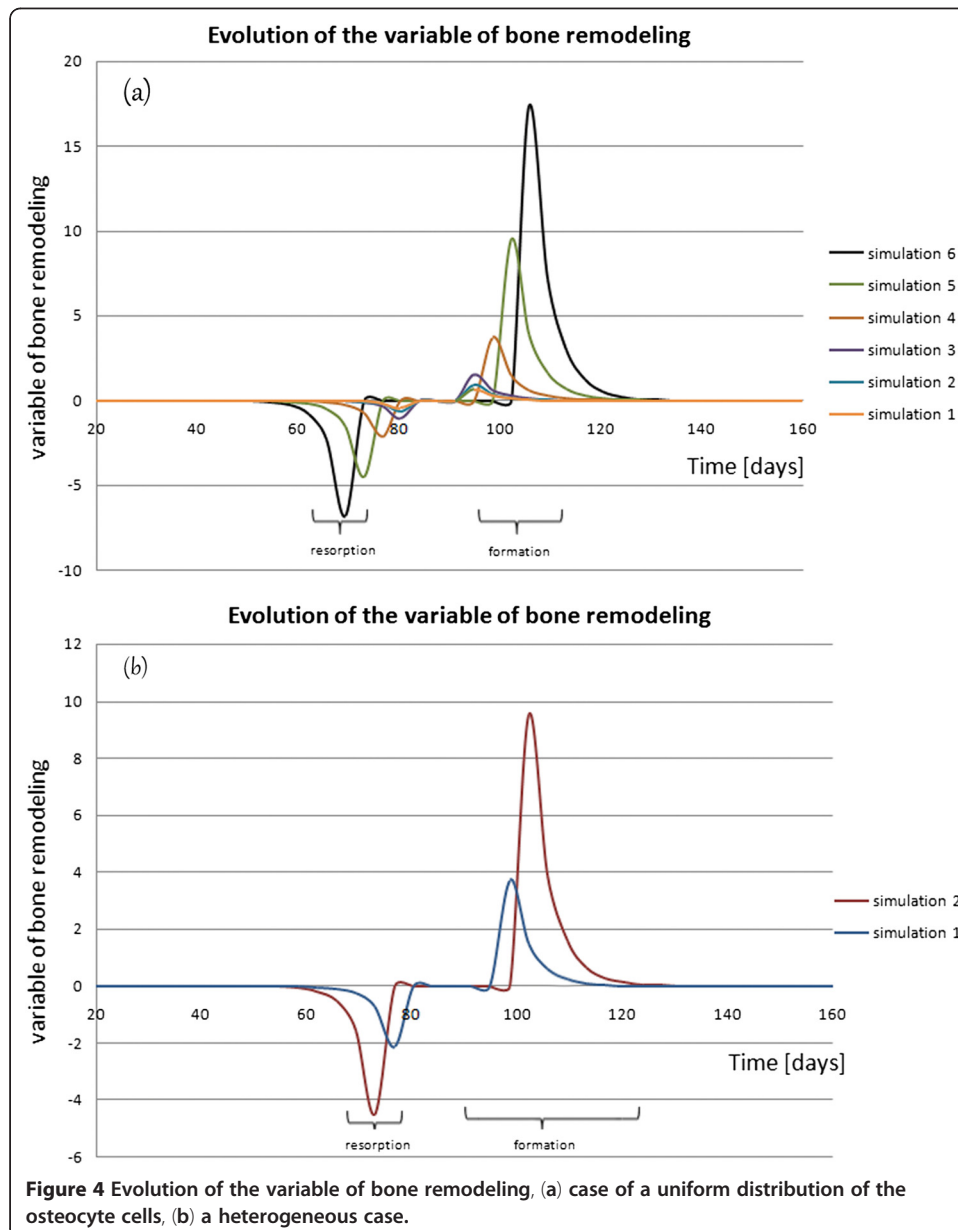 Evolution of the variable of bone remodeling
(a)
20
15
10
5
0
-5
-10
20 60 80 100 120 140 160
variable of bone remodeling
Time [days]
resorption
formation
simulation 6
simulation 5
simulation 4
simulation 3
simulation 2
simulation 1
Evolution of the variable of bone remodeling
(b)
12
10
8
6
4
2
0
-2
-4
-6
20 40 60 80 100 120 140 160
variable of bone remodeling
Time [days]
resorption
formation
simulation 2
simulation 1
Figure 4 Evolution of the variable of bone remodeling, (a) case of a uniform distribution of the
osteocyte cells, (b) a heterogeneous case.